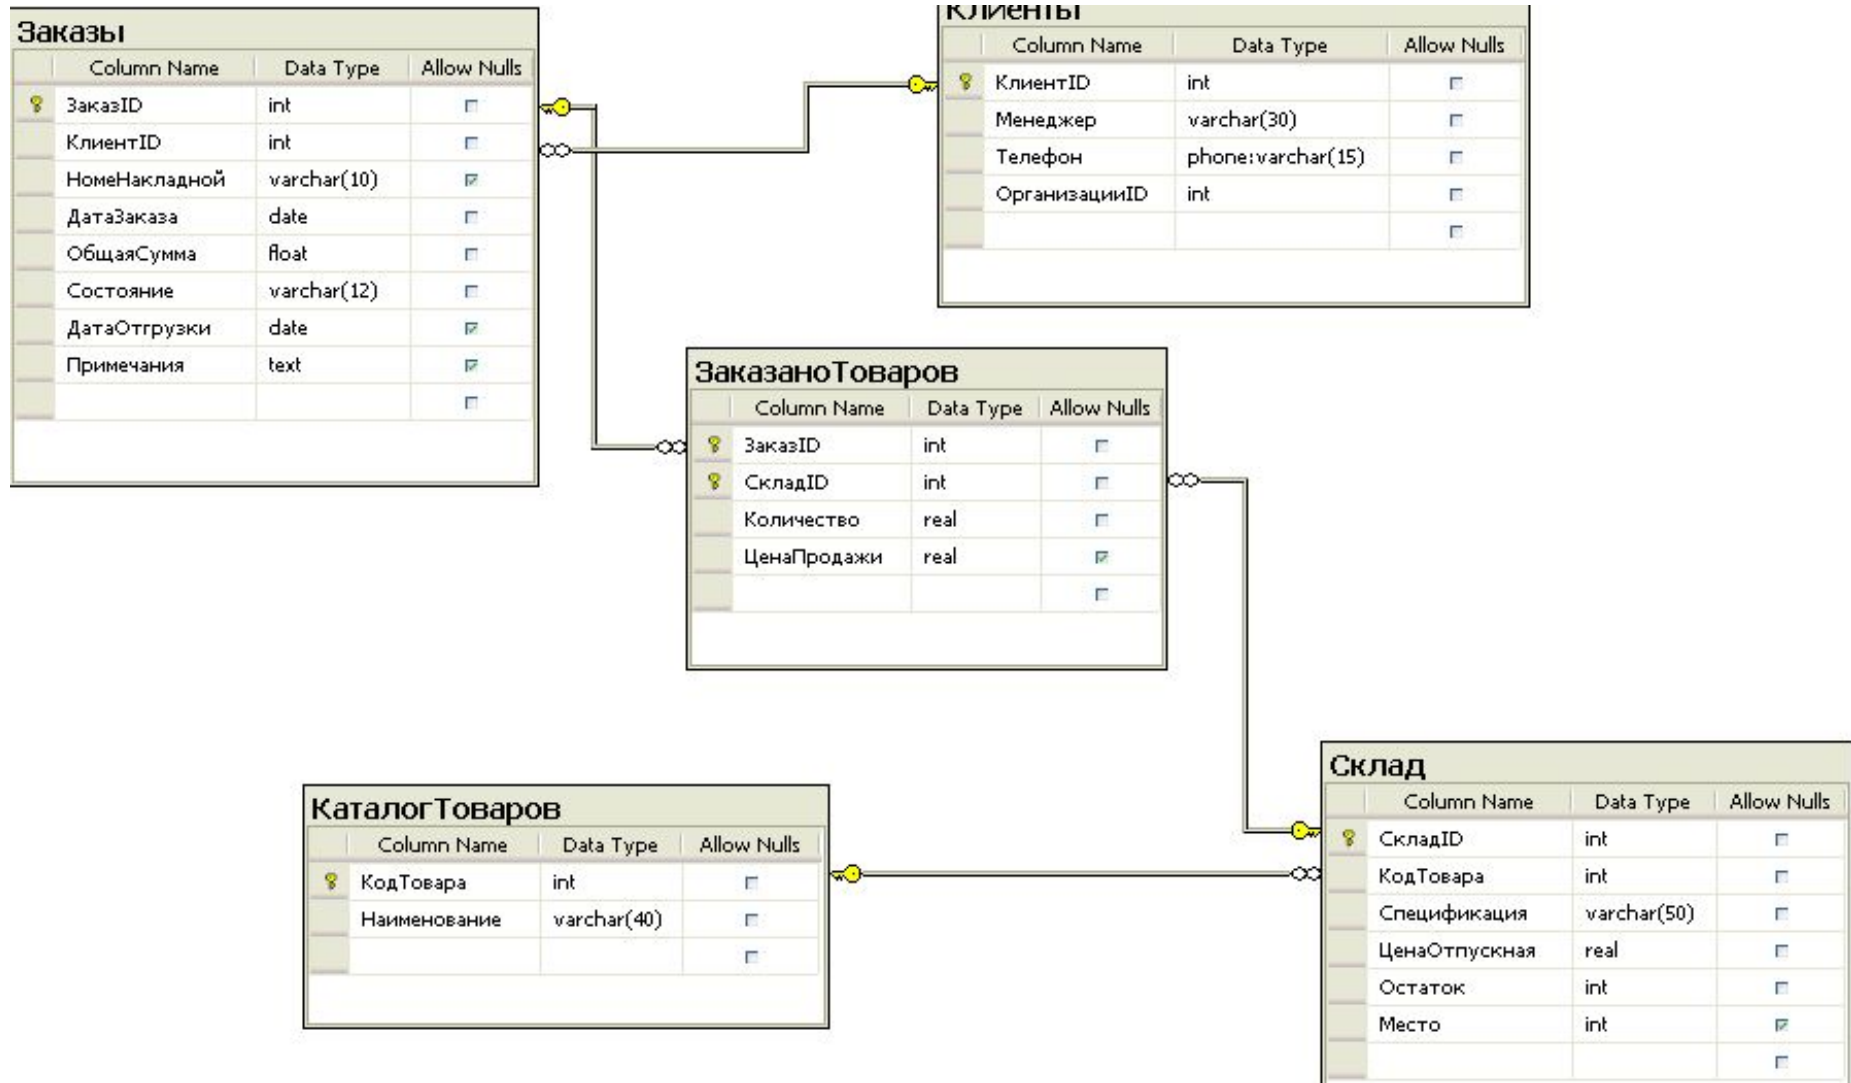 Заказы
Column Name Data Type Allow Nulls
ЗаказID int
КлиентID int
НомеНакладной varchar(10)
ДатаЗаказа date
ОбщаяСумма float
Состояние varchar(12)
ДатаОтгрузки date
Примечания text
Клиенты
Column Name Data Type Allow Nulls
КлиентID int
Менеджер varchar(30)
Телефон phone:varchar(15)
ОрганизацииID int
ЗаказаноТоваров
Column Name Data Type Allow Nulls
ЗаказID int
СкладID int
Количество real
ЦенаПродажи real
КаталогТоваров
Column Name Data Type Allow Nulls
КодТовара int
Наименование varchar(40)
Склад
Column Name Data Type Allow Nulls
СкладID int
КодТовара int
Спецификация varchar(50)
ЦенаОтпускная real
Остаток int
Место int